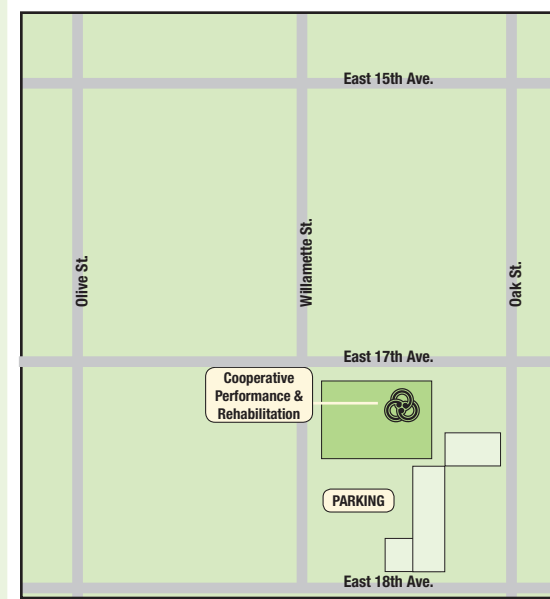 East 15th Ave.
Olive St.
Willamette St.
Oak St.
East 17th Ave.
Cooperative
Performance &
Rehabilitation
PARKING
East 18th Ave.